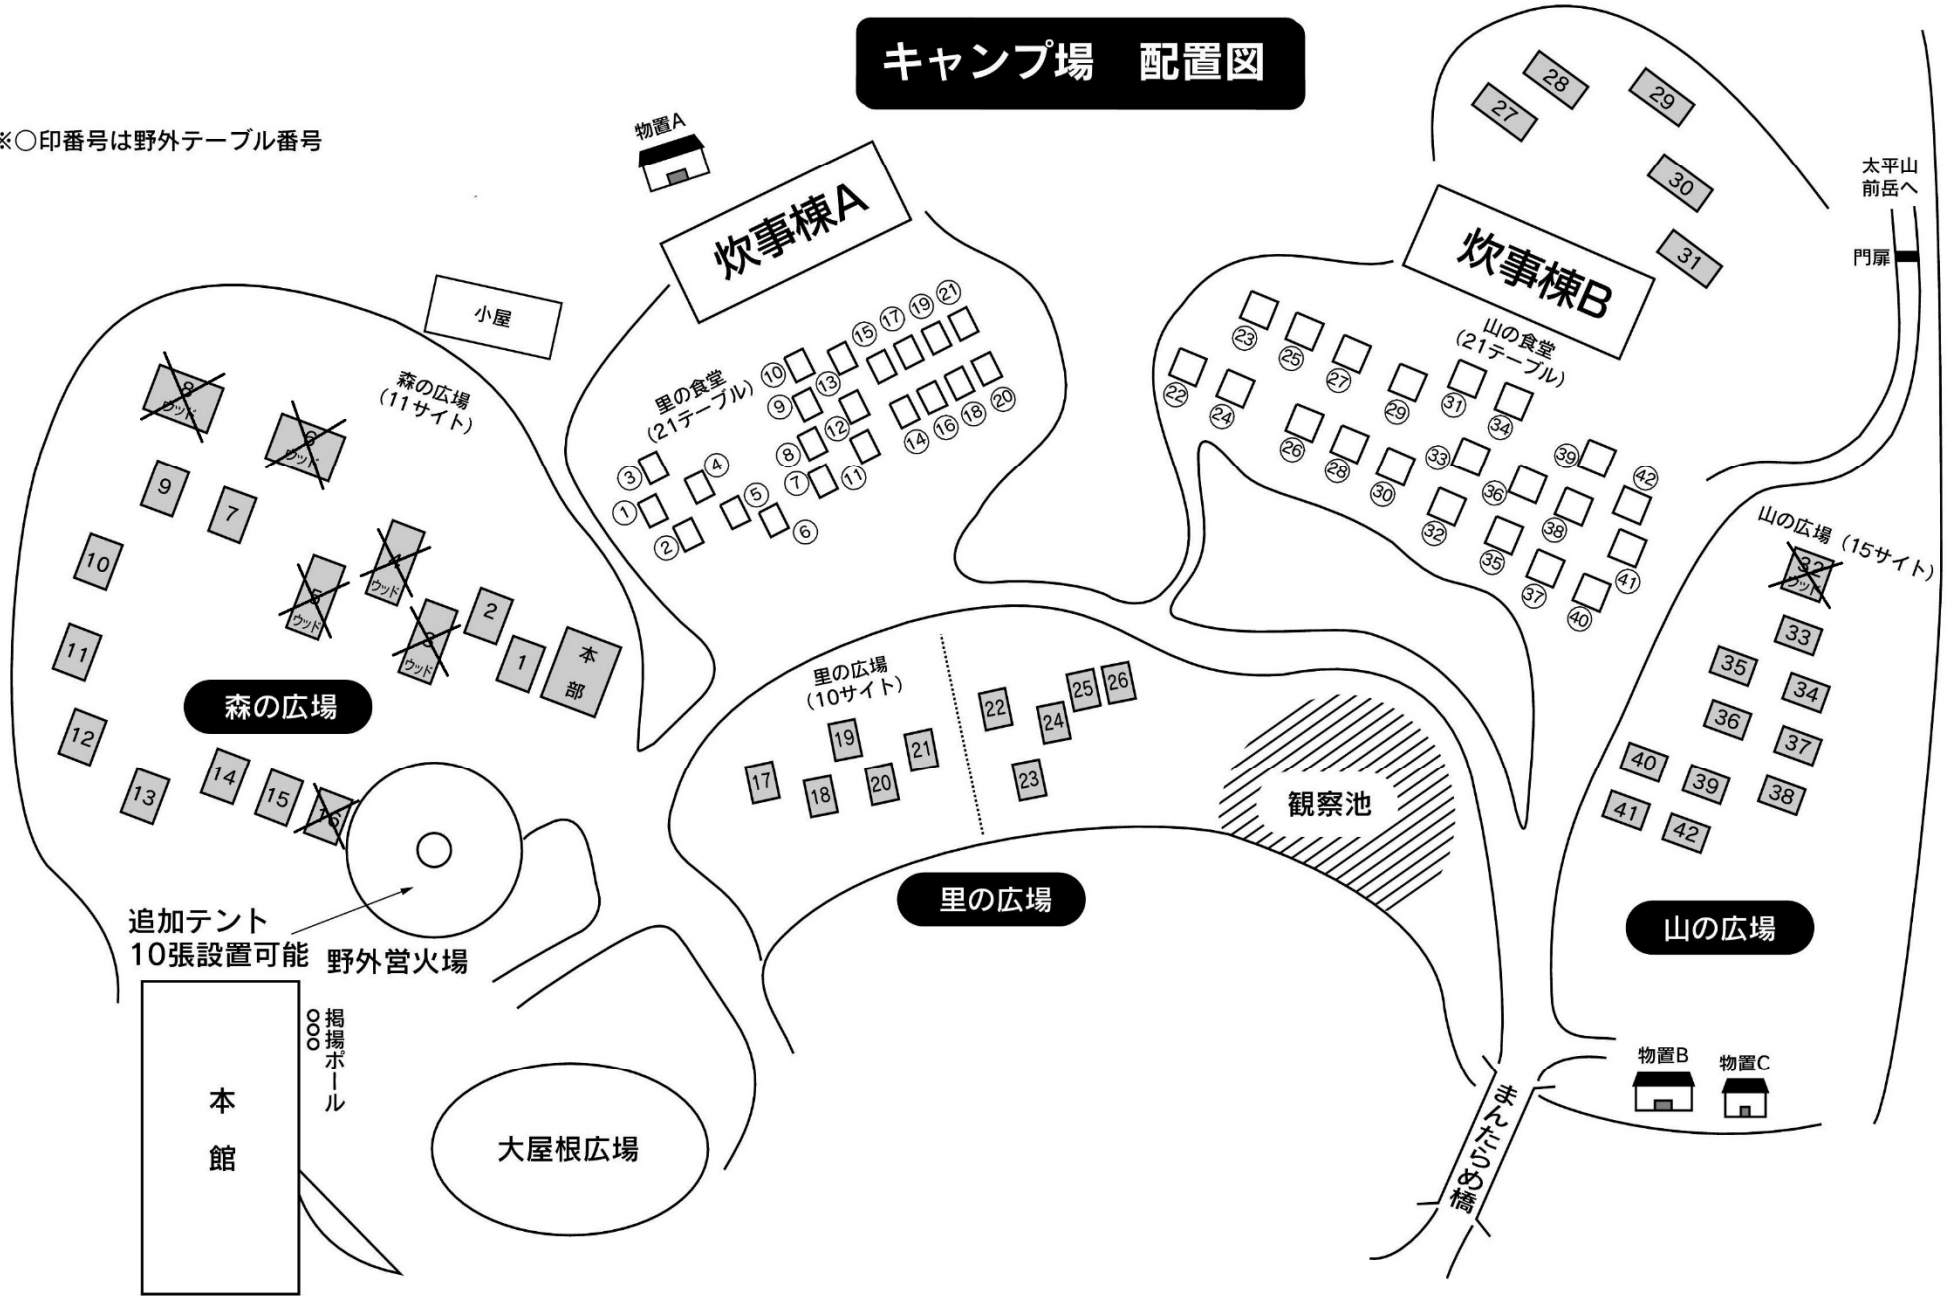 キャンプ場　配置図
※○印番号は野外テーブル番号
物置A
炊事棟A
小屋
里の食堂
(21テーブル)
①
②
③
④
⑤
⑥
⑦
⑧
⑨
⑩
⑪
⑫
⑬
⑭
⑮
⑯
⑰
⑱
⑲
⑳
㉑
炊事棟B
山の食堂
(21テーブル)
㉒
㉓
㉔
㉕
㉖
㉗
㉘
㉙
㉚
㉛
㉜
㉝
㉞
㉟
㊱
㊲
㊳
㊴
㊵
㊶
㊷
27
28
29
30
31
太平山
前岳へ
門扉
森の広場
(11サイト)
8
ウッド
6
ウッド
9
7
10
4
ウッド
5
ウッド
3
ウッド
2
1
本
部
11
12
13
14
15
16
森の広場
追加テント
10張設置可能
野外営火場
里の広場
(10サイト)
17
18
19
20
21
22
23
24
25
26
観察池
里の広場
山の広場 (15サイト)
32
ウッド
33
34
35
36
37
38
39
40
41
42
山の広場
本
館
掲揚ポール
大屋根広場
まんたらめ橋
物置B
物置C